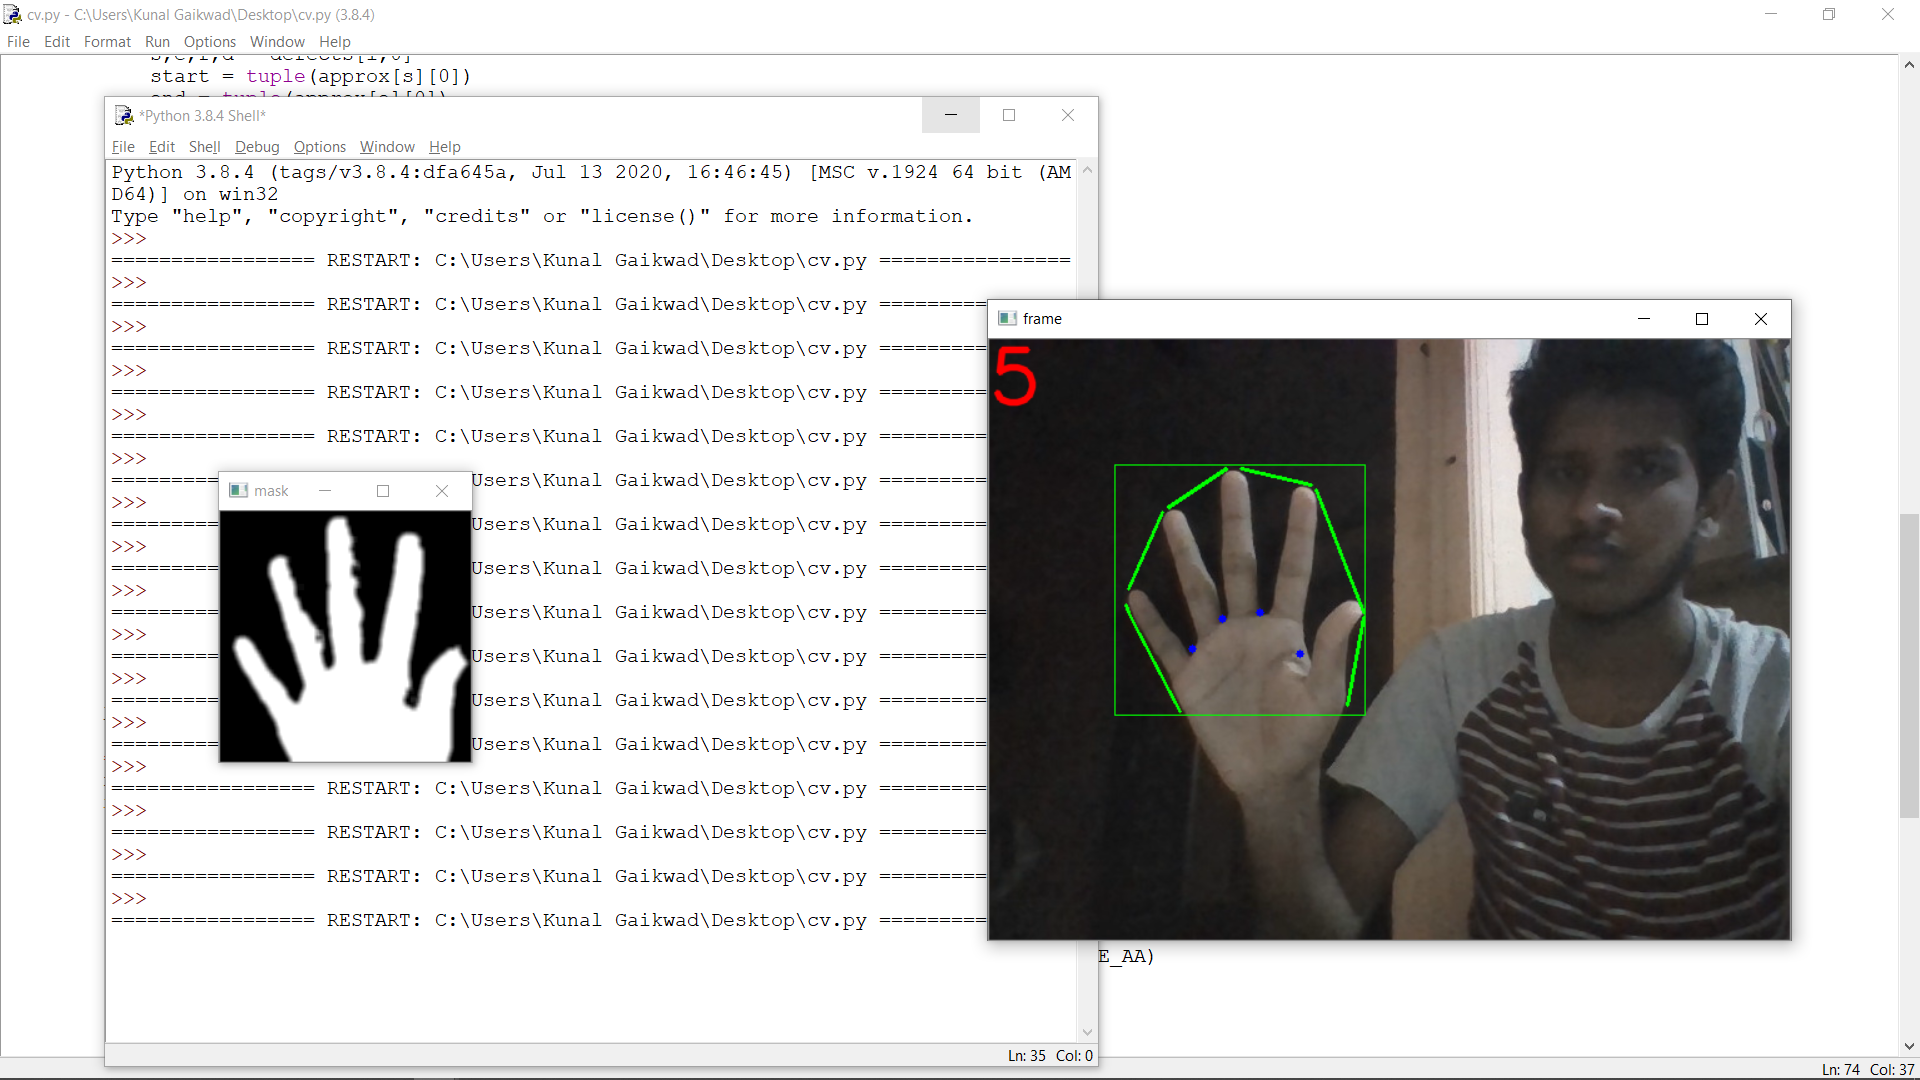 cv.py - C:\Users\Kunal Gaikwad\Desktop\cv.py (3.8.4)
File Edit Format Run Options Window Help
start = tuple(approx[s][0])
*Python 3.8.4 Shell*
File Edit Shell Debug Options Window Help
Python 3.8.4 (tags/v3.8.4:dfa645a, Jul 13 2020, 16:46:45) [MSC v.1924 64 bit (AM
D64)] on win32
Type "help", "copyright", "credits" or "license()" for more information.
>>>
================= RESTART: C:\Users\Kunal Gaikwad\Desktop\cv.py ================
>>>
================= RESTART: C:\Users\Kunal Gaikwad\Desktop\cv.py =========
>>>
================= RESTART: C:\Users\Kunal Gaikwad\Desktop\cv.py =========
>>>
================= RESTART: C:\Users\Kunal Gaikwad\Desktop\cv.py =========
>>>
================= RESTART: C:\Users\Kunal Gaikwad\Desktop\cv.py =========
>>>
========= Users\Kunal Gaikwad\Desktop\cv.py =========
>>>
========= Users\Kunal Gaikwad\Desktop\cv.py =========
>>>
========= Users\Kunal Gaikwad\Desktop\cv.py =========
>>>
========= Users\Kunal Gaikwad\Desktop\cv.py =========
>>>
========= Users\Kunal Gaikwad\Desktop\cv.py =========
>>>
========= Users\Kunal Gaikwad\Desktop\cv.py =========
>>>
========= Users\Kunal Gaikwad\Desktop\cv.py =========
>>>
================= RESTART: C:\Users\Kunal Gaikwad\Desktop\cv.py =========
>>>
================= RESTART: C:\Users\Kunal Gaikwad\Desktop\cv.py =========
>>>
================= RESTART: C:\Users\Kunal Gaikwad\Desktop\cv.py =========
>>>
================= RESTART: C:\Users\Kunal Gaikwad\Desktop\cv.py =========
Ln: 35 Col: 0
mask
frame
5
E_AA)
Ln: 74 Col: 37